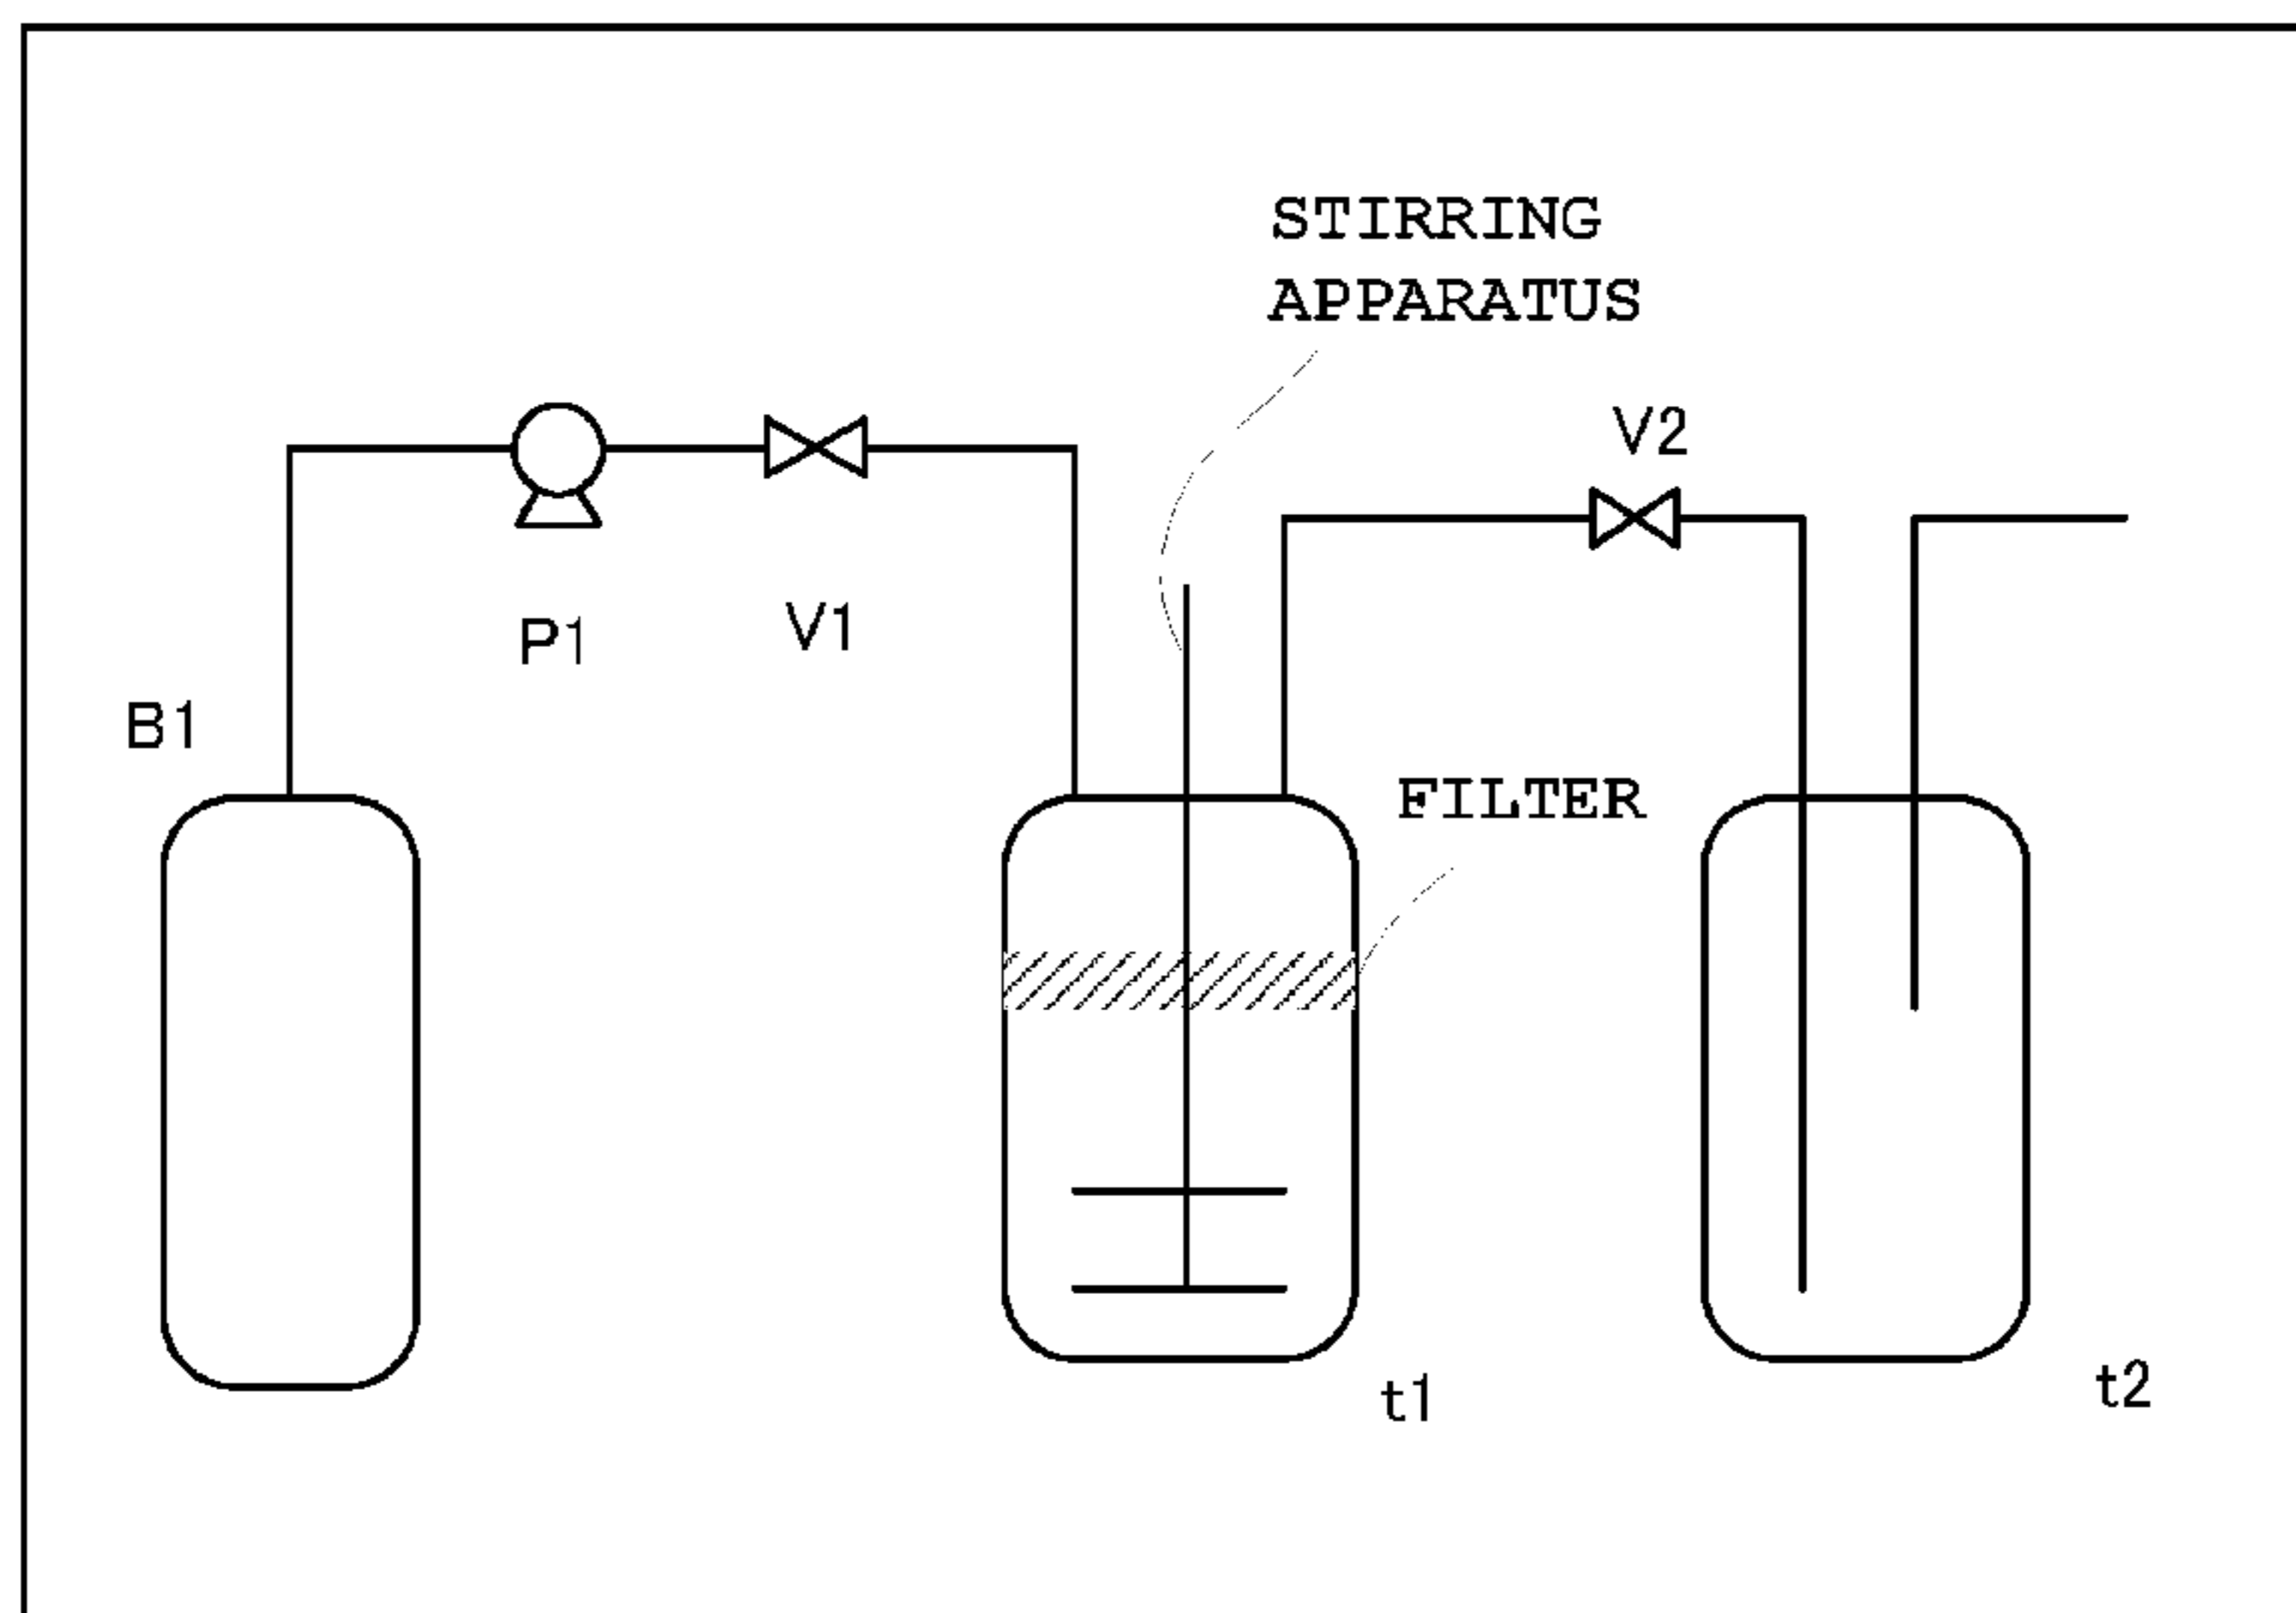 STIRRING
APPARATUS
V2
P1
V1
B1
FILTER
t1
t2